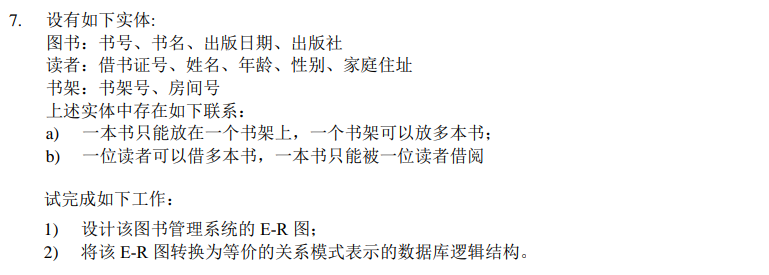 7. 设有如下实体:
图书：书号、书名、出版日期、出版社
读者：借书证号、姓名、年龄、性别、家庭住址
书架：书架号、房间号
上述实体中存在如下联系：
a) 一本书只能放在一个书架上，一个书架可以放多本书；
b) 一位读者可以借多本书，一本书只能被一位读者借阅
试完成如下工作：
1) 设计该图书管理系统的 E-R 图；
2) 将该 E-R 图转换为等价的关系模式表示的数据库逻辑结构。